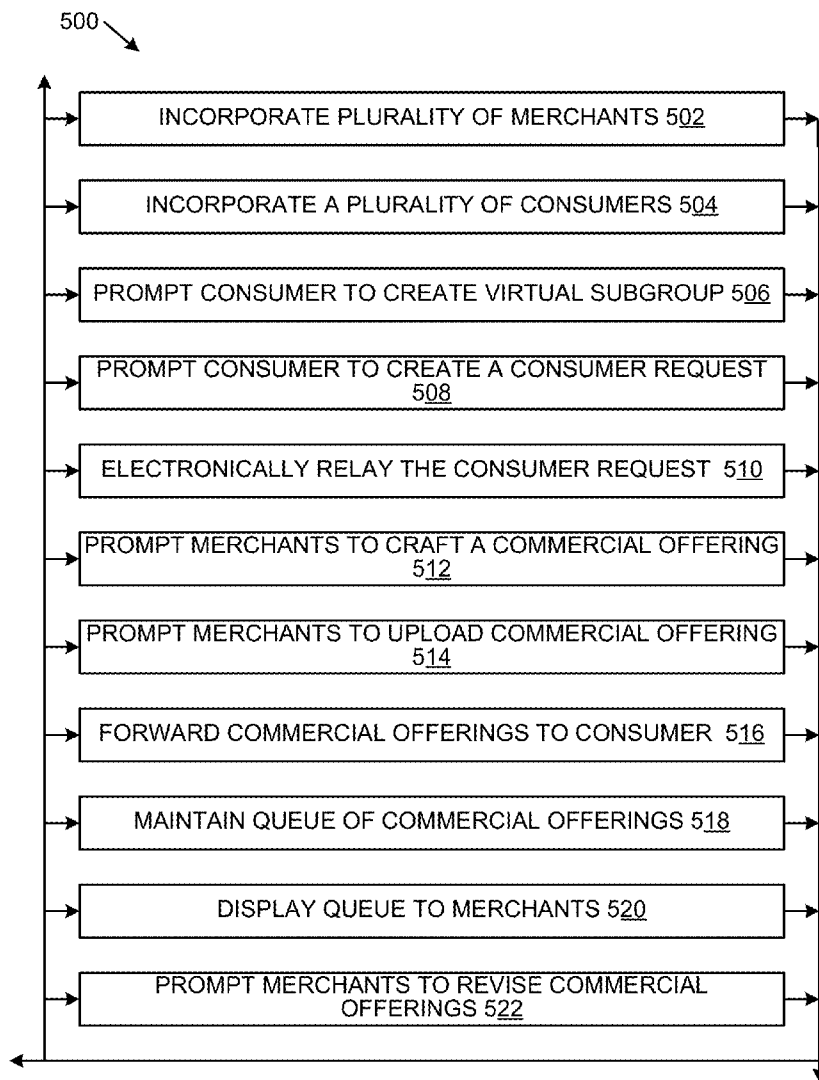 500
INCORPORATE PLURALITY OF MERCHANTS 502
INCORPORATE A PLURALITY OF CONSUMERS 504
PROMPT CONSUMER TO CREATE VIRTUAL SUBGROUP 506
PROMPT CONSUMER TO CREATE A CONSUMER REQUEST
508
ELECTRONICALLY RELAY THE CONSUMER REQUEST 510
PROMPT MERCHANTS TO CRAFT A COMMERCIAL OFFERING
512
PROMPT MERCHANTS TO UPLOAD COMMERCIAL OFFERING
514
FORWARD COMMERCIAL OFFERINGS TO CONSUMER 516
MAINTAIN QUEUE OF COMMERCIAL OFFERINGS 518
DISPLAY QUEUE TO MERCHANTS 520
PROMPT MERCHANTS TO REVISE COMMERCIAL
OFFERINGS 522